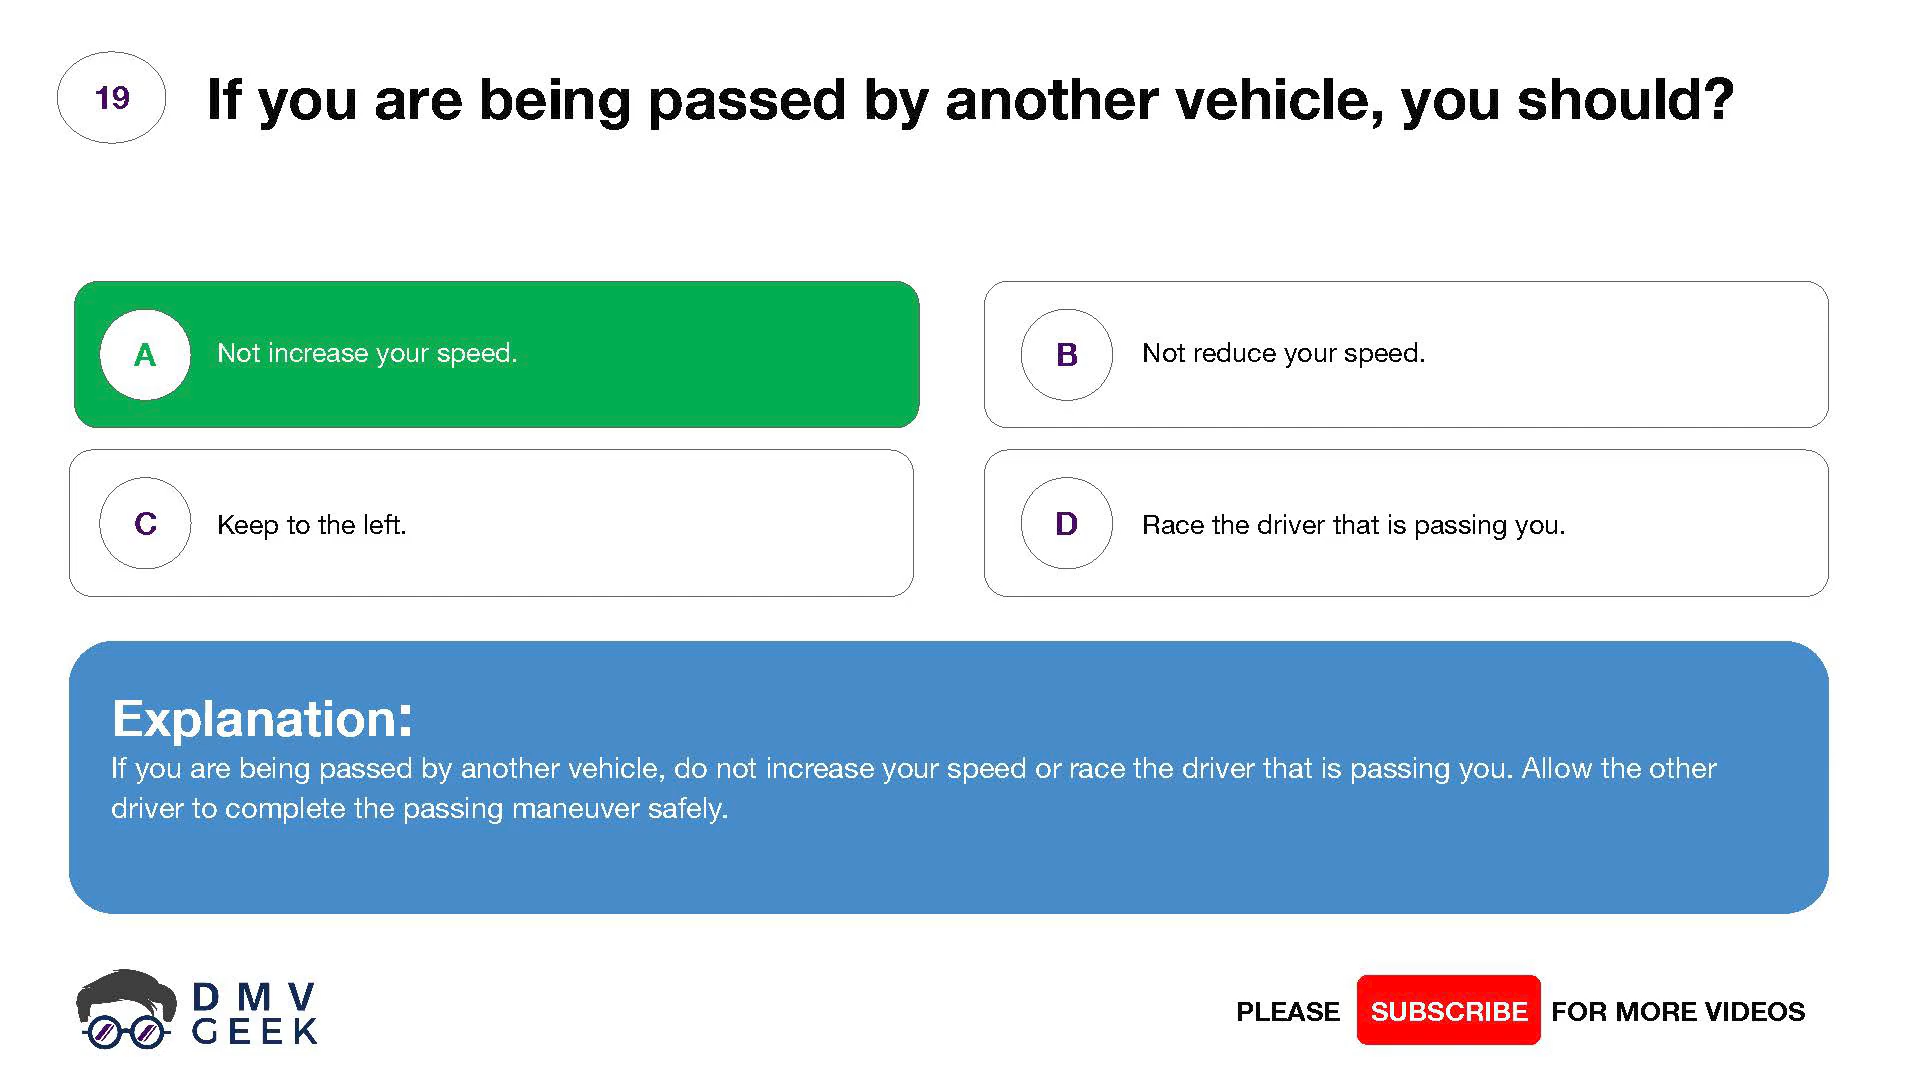 19
If you are being passed by another vehicle, you should?
A
Not increase your speed.
B
Not reduce your speed.
C
Keep to the left.
D
Race the driver that is passing you.
Explanation:
If you are being passed by another vehicle, do not increase your speed or race the driver that is passing you. Allow the other
driver to complete the passing maneuver safely.
DMV
GEEK
PLEASE SUBSCRIBE FOR MORE VIDEOS